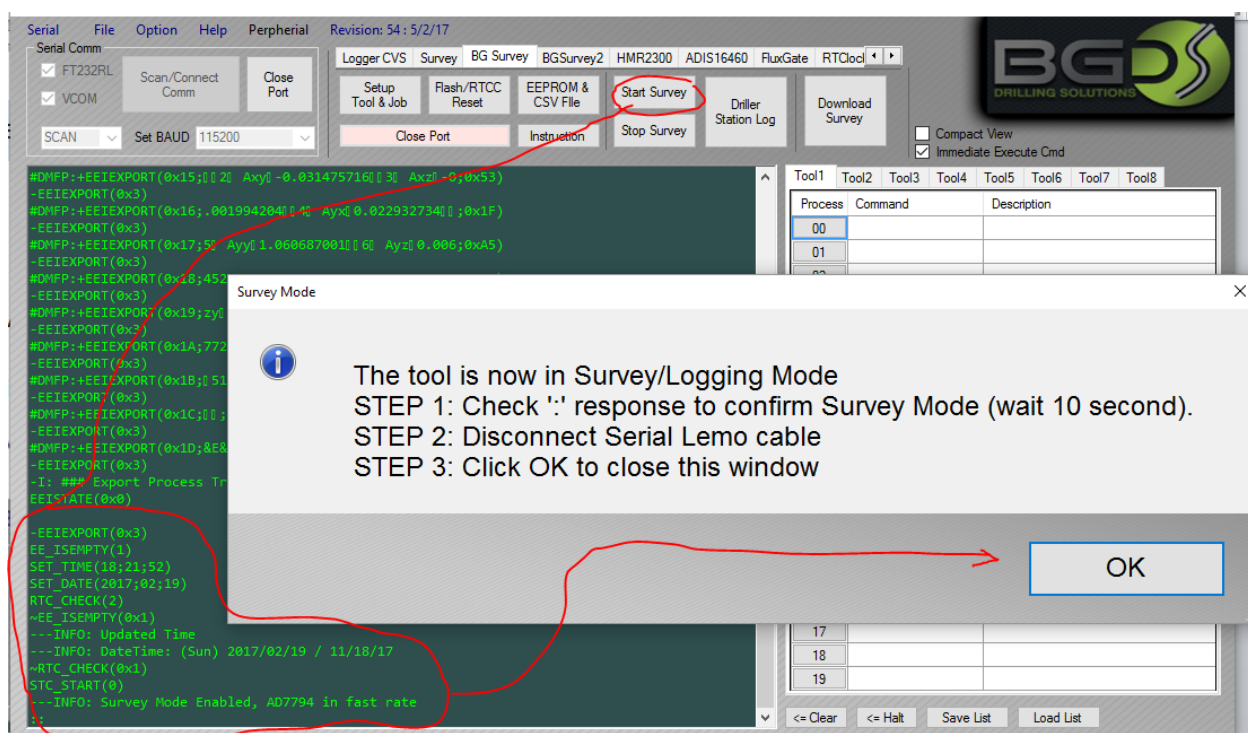 Serial File Option Help Perpherial Revision: 54 : 5/2/17
Serial Comm
FT232RL
VCOM
Scan/Connect
Comm
Close
Port
SCAN
Set BAUD 115200
Logger CVS Survey BG Survey BGSurvey2 HMR2300 ADIS16460 FluxGate RTClocl
Setup
Tool & Job
Flash/RTCC
Reset
EEPROM &
CSV FIle
Start Survey
Driller
Station Log
Download
Survey
Close Port
Instruction
Stop Survey
BGDS
DRILLING SOLUTIONS
Compact View
Immediate Execute Cmd
#DMFP:+EEIEXPORT(0x15;▯▯2▯ Axy▯-0.031475716▯▯3▯ Axz▯-0;0x53)
-EEIEXPORT(0x3)
#DMFP:+EEIEXPORT(0x16;.001994204▯▯4▯ Ayx▯0.022932734▯▯;0x1F)
-EEIEXPORT(0x3)
#DMFP:+EEIEXPORT(0x17;5▯ Ayy▯1.060687001▯▯6▯ Ayz▯0.006;0xA5)
-EEIEXPORT(0x3)
#DMFP:+EEIEXPORT(0x18;452
-EEIEXPORT(0x3)
#DMFP:+EEIEXPORT(0x19;zy▯
-EEIEXPORT(0x3)
#DMFP:+EEIEXPORT(0x1A;772
-EEIEXPORT(0x3)
#DMFP:+EEIEXPORT(0x1B;▯51
-EEIEXPORT(0x3)
#DMFP:+EEIEXPORT(0x1C;▯▯;
-EEIEXPORT(0x3)
#DMFP:+EEIEXPORT(0x1D;&E&
-EEIEXPORT(0x3)
-I: ### Export Process Tr
EEISTATE(0x0)
-EEIEXPORT(0x3)
EE_ISEMPTY(1)
SET_TIME(18;21;52)
SET_DATE(2017;02;19)
RTC_CHECK(2)
~EE_ISEMPTY(0x1)
---INFO: Updated Time
---INFO: DateTime: (Sun) 2017/02/19 / 11/18/17
~RTC_CHECK(0x1)
STC_START(0)
---INFO: Survey Mode Enabled, AD7794 in fast rate
::
Tool1 Tool2 Tool3 Tool4 Tool5 Tool6 Tool7 Tool8
Process Command Description
00
01
Survey Mode
The tool is now in Survey/Logging Mode
STEP 1: Check ':' response to confirm Survey Mode (wait 10 second).
STEP 2: Disconnect Serial Lemo cable
STEP 3: Click OK to close this window
OK
17
18
19
<= Clear <= Halt Save List Load List